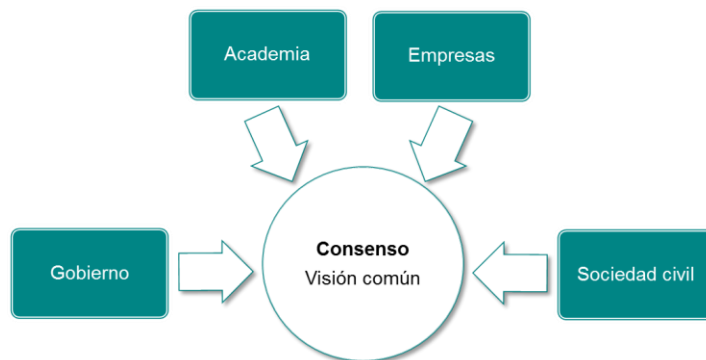 Academia
Empresas
Gobierno
Consenso
Visión común
Sociedad civil